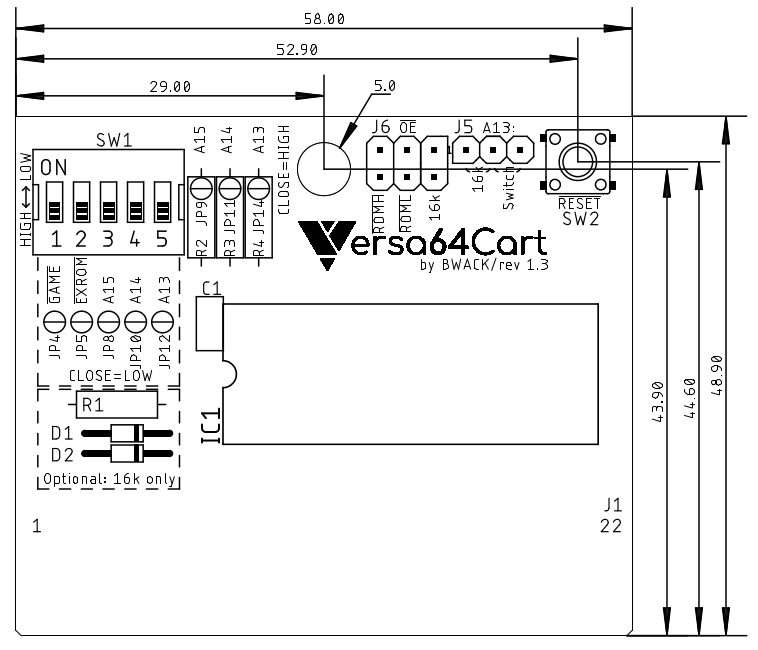 58.00
52.90
29.00
5.0
SW1
ON
HIGH ↔ LOW
1 2 3 4 5
A15 A14 A13
CLOSE=HIGH
JP9 JP11 JP14
R2 R3 R4
J6 OE
J5 A13:
ROMH ROML 16k
16k Switch
RESET
SW2
Versa64Cart
by BWACK/rev 1.3
GAME EXROM A15 A14 A13
JP4 JP5 JP8 JP10 JP12
CLOSE=LOW
C1
IC1
R1
D1
D2
Optional: 16k only
1
J1
22
43.90
44.60
48.90